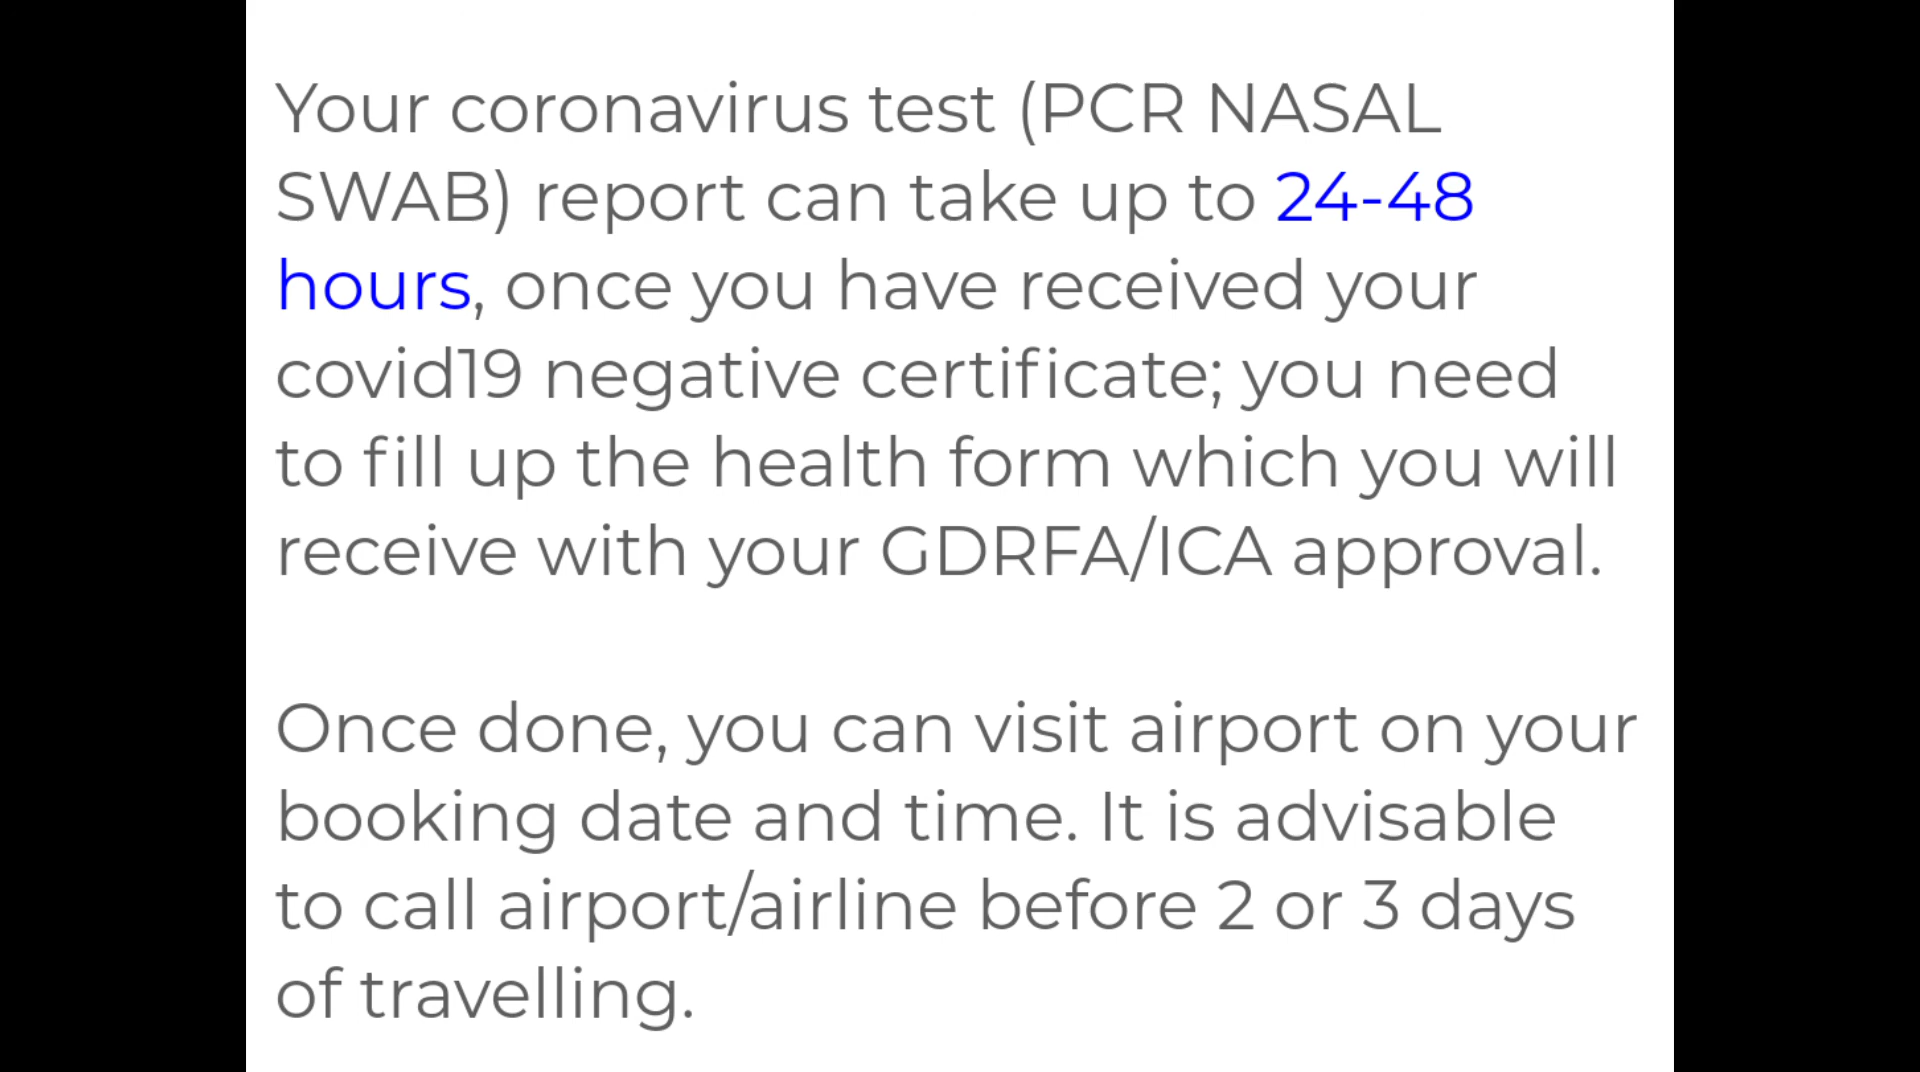 Your coronavirus test (PCR NASAL
SWAB) report can take up to 24-48
hours, once you have received your
covid19 negative certificate; you need
to fill up the health form which you will
receive with your GDRFA/ICA approval.
Once done, you can visit airport on your
booking date and time. It is advisable
to call airport/airline before 2 or 3 days
of travelling.